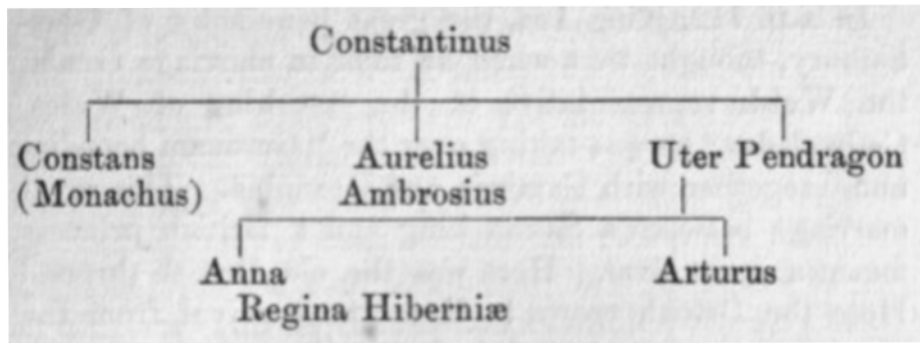 Constantinus
Constans Aurelius Uter Pendragon
(Monachus) Ambrosius
Anna Arturus
Regina Hiberniæ